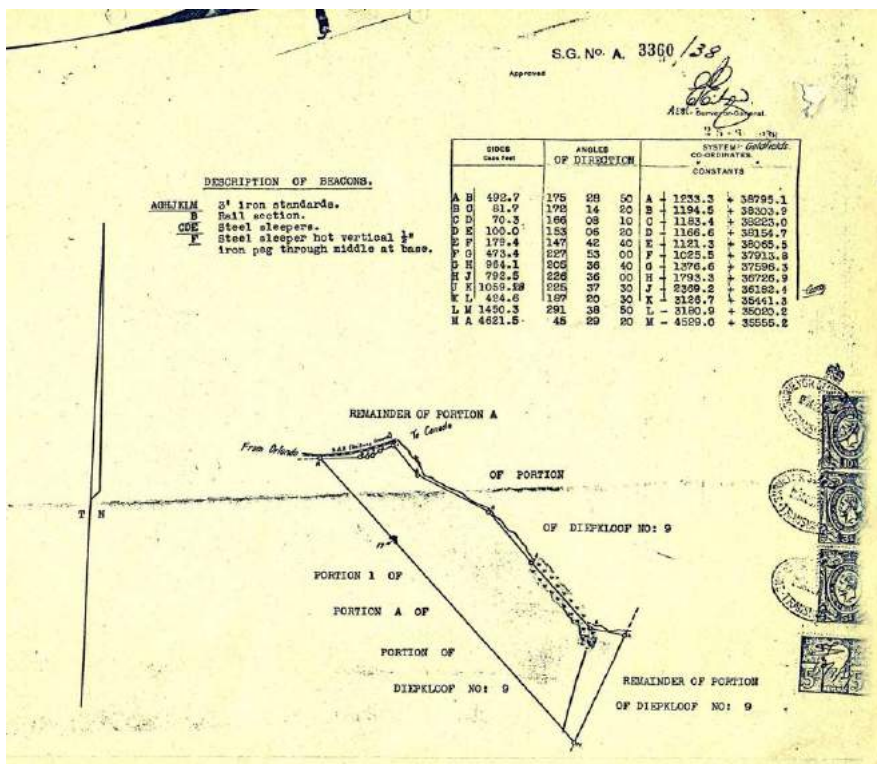 S.G. No. A. 3360/38
Approved
Surveyor-General.
SIDES ANGLES SYSTEM Goldfields
Cape Feet OF DIRECTION CO-ORDINATES
CONSTANTS
A B 492.7 175 28 50 A - 1233.3 + 38795.1
B C 81.7 172 14 20 B - 1194.5 + 38303.9
C D 70.3 166 08 10 C - 1183.4 + 38223.0
D E 100.0 153 05 20 D - 1166.6 + 38154.7
E F 179.4 147 42 40 E - 1121.3 + 38065.5
F G 473.4 227 53 00 F - 1025.5 + 37913.8
G H 964.1 205 36 40 G - 1376.6 + 37596.3
H J 792.5 226 36 00 H - 1793.3 + 36726.9
J K 1059.28 225 37 30 J - 2369.2 + 36182.4
K L 424.6 187 20 30 K - 3126.7 + 35441.3
L M 1450.3 291 38 50 L - 3180.9 + 35020.2
M A 4621.5 45 29 20 M - 4529.0 + 35555.2
DESCRIPTION OF BEACONS.
AGHJKLM 3' iron standards.
B Rail section.
CDE Steel sleepers.
F Steel sleeper hot vertical ½"
iron peg through middle at base.
REMAINDER OF PORTION A
From Orlando
To Canada
OF PORTION
OF DIEPKLOOF NO: 9
T N
PORTION 1 OF
PORTION A OF
PORTION OF
DIEPKLOOF NO: 9
REMAINDER OF PORTION
OF DIEPKLOOF NO: 9